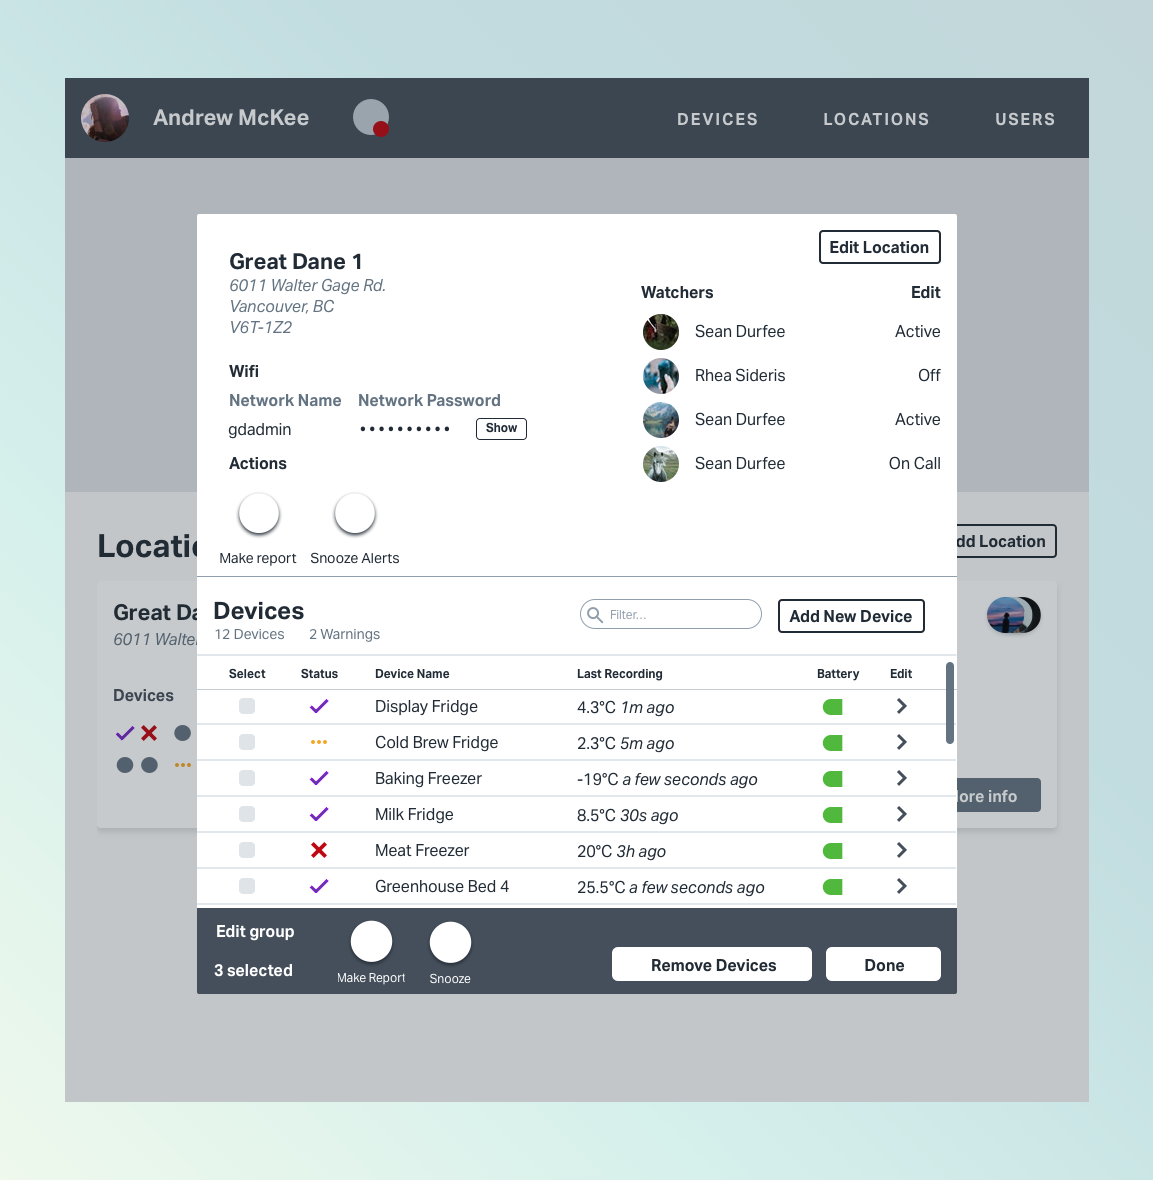 Andrew McKee
DEVICES LOCATIONS USERS
Edit Location
Great Dane 1
6011 Walter Gage Rd.
Vancouver, BC
V6T-1Z2
Watchers Edit
Sean Durfee Active
Rhea Sideris Off
Sean Durfee Active
Sean Durfee On Call
Wifi
Network Name Network Password
gdadmin •••••••••• Show
Actions
Make report Snooze Alerts
Devices
12 Devices 2 Warnings
Filter...
Add New Device
Select Status Device Name Last Recording Battery Edit
Display Fridge 4.3°C 1m ago
Cold Brew Fridge 2.3°C 5m ago
Baking Freezer -19°C a few seconds ago
Milk Fridge 8.5°C 30s ago
Meat Freezer 20°C 3h ago
Greenhouse Bed 4 25.5°C a few seconds ago
Edit group
3 selected
Make Report Snooze
Remove Devices Done
Locatio
dd Location
Great Da
6011 Walte
Devices
ore info